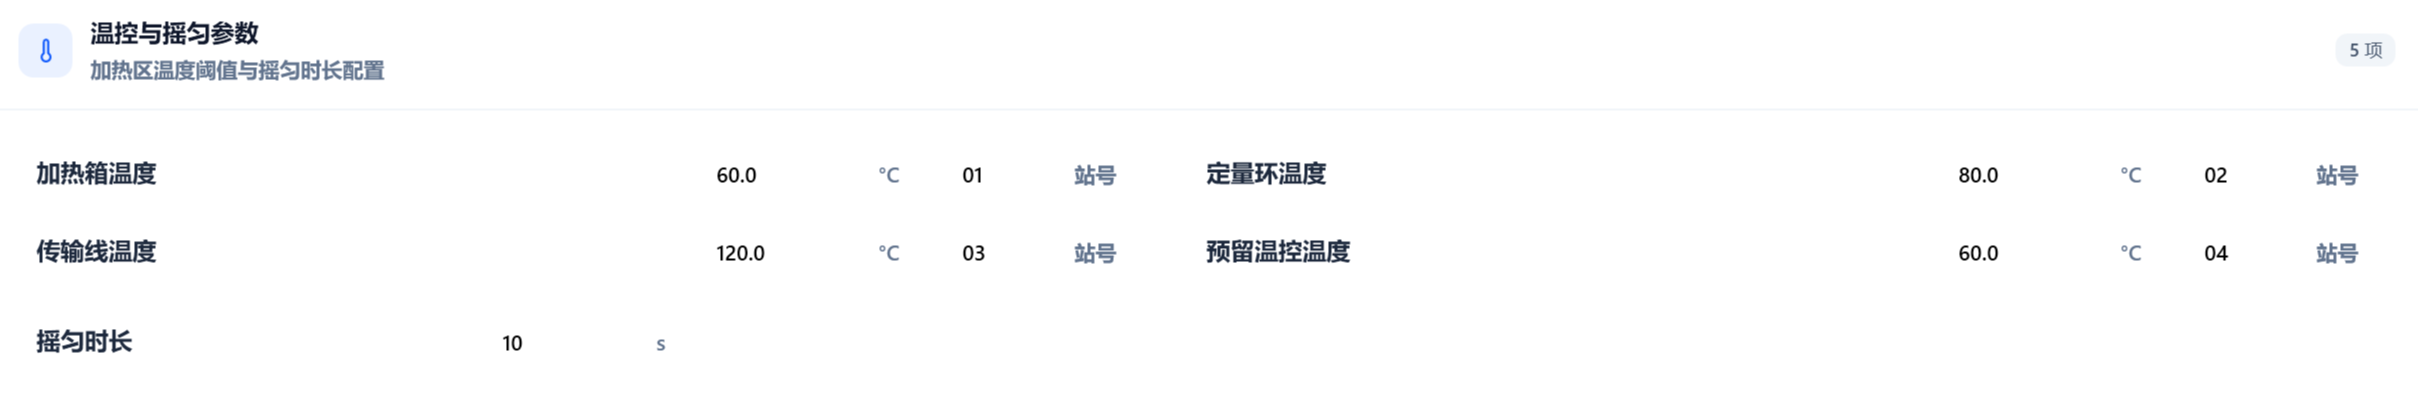 温控与摇匀参数
加热区温度阈值与摇匀时长配置
5 项
加热箱温度 60.0 °C 01 站号 定量环温度 80.0 °C 02 站号
传输线温度 120.0 °C 03 站号 预留温控温度 60.0 °C 04 站号
摇匀时长 10 s